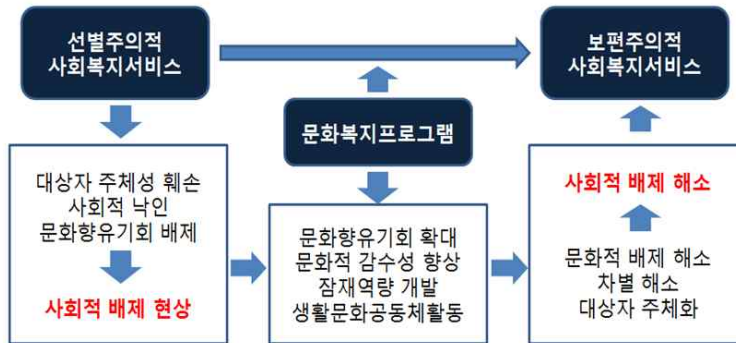 선별주의적
사회복지서비스
보편주의적
사회복지서비스
문화복지프로그램
대상자 주체성 훼손
사회적 낙인
문화향유기회 배제
사회적 배제 현상
문화향유기회 확대
문화적 감수성 향상
잠재역량 개발
생활문화공동체활동
사회적 배제 해소
문화적 배제 해소
차별 해소
대상자 주체화